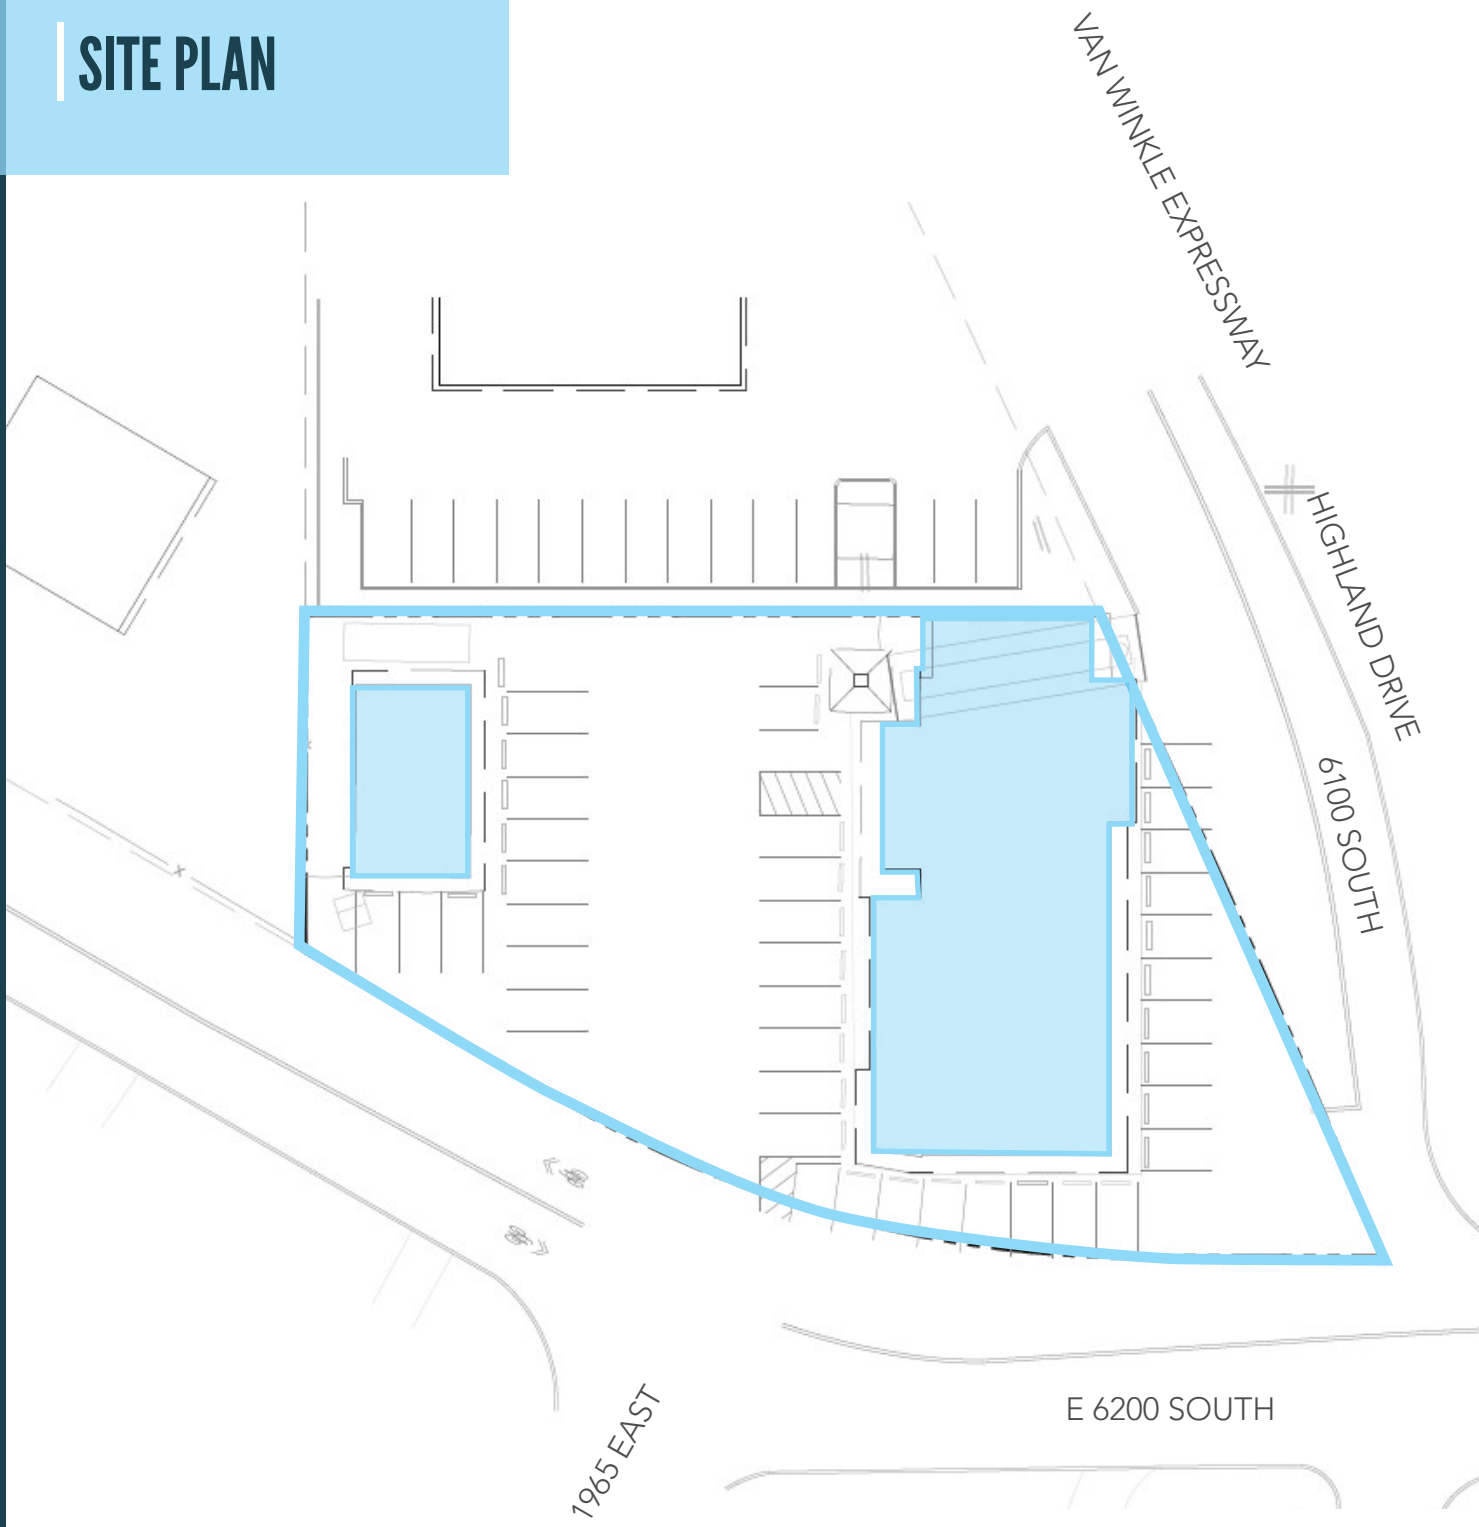 SITE PLAN
VAN WINKLE EXPRESSWAY
HIGHLAND DRIVE
6100 SOUTH
E 6200 SOUTH
1965 EAST